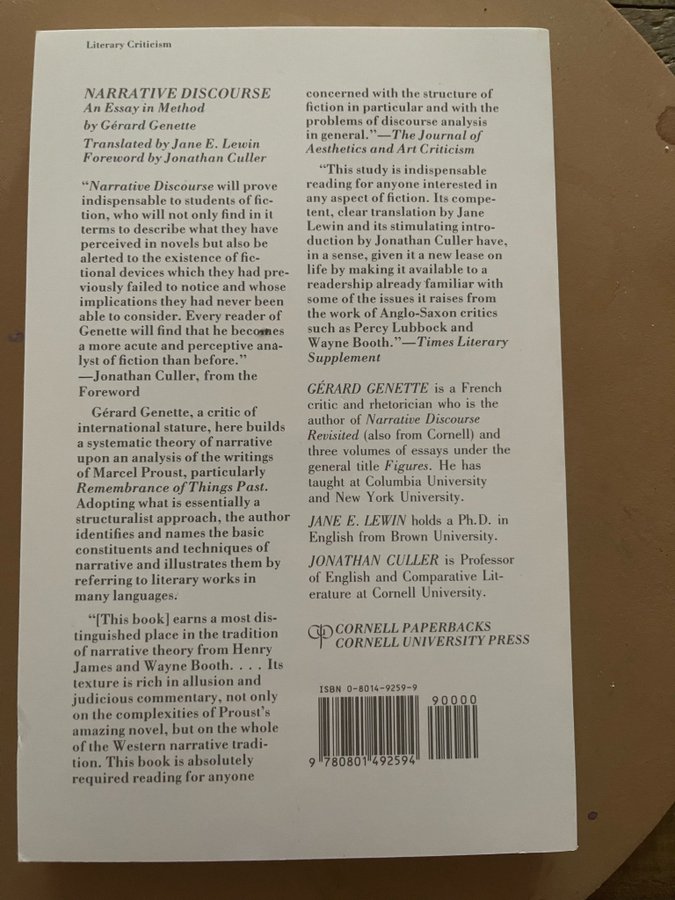 Literary Criticism
NARRATIVE DISCOURSE
An Essay in Method
by Gérard Genette
Translated by Jane E. Lewin
Foreword by Jonathan Culler
“Narrative Discourse will prove
indispensable to students of fic-
tion, who will not only find in it
terms to describe what they have
perceived in novels but also be
alerted to the existence of fic-
tional devices which they had pre-
viously failed to notice and whose
implications they had never been
able to consider. Every reader of
Genette will find that he becomes
a more acute and perceptive ana-
lyst of fiction than before.”
—Jonathan Culler, from the
Foreword
Gérard Genette, a critic of
international stature, here builds
a systematic theory of narrative
upon an analysis of the writings
of Marcel Proust, particularly
Remembrance of Things Past.
Adopting what is essentially a
structuralist approach, the author
identifies and names the basic
constituents and techniques of
narrative and illustrates them by
referring to literary works in
many languages.
“[This book] earns a most dis-
tinguished place in the tradition
of narrative theory from Henry
James and Wayne Booth. . . . Its
texture is rich in allusion and
judicious commentary, not only
on the complexities of Proust’s
amazing novel, but on the whole
of the Western narrative tradi-
tion. This book is absolutely
required reading for anyone
concerned with the structure of
fiction in particular and with the
problems of discourse analysis
in general.”—The Journal of
Aesthetics and Art Criticism
“This study is indispensable
reading for anyone interested in
any aspect of fiction. Its compe-
tent, clear translation by Jane
Lewin and its stimulating intro-
duction by Jonathan Culler have,
in a sense, given it a new lease on
life by making it available to a
readership already familiar with
some of the issues it raises from
the work of Anglo-Saxon critics
such as Percy Lubbock and
Wayne Booth.”—Times Literary
Supplement
GÉRARD GENETTE is a French
critic and rhetorician who is the
author of Narrative Discourse
Revisited (also from Cornell) and
three volumes of essays under the
general title Figures. He has
taught at Columbia University
and New York University.
JANE E. LEWIN holds a Ph.D. in
English from Brown University.
JONATHAN CULLER is Professor
of English and Comparative Lit-
erature at Cornell University.
CORNELL PAPERBACKS
CORNELL UNIVERSITY PRESS
ISBN 0-8014-9259-9
90000
9 780801 492594